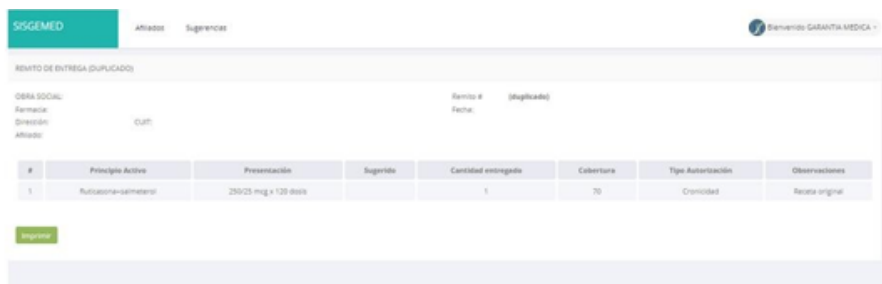 SISGEMED
Afiliados Sugerencias
Bienvenido GARANTIA MEDICA
REMITO DE ENTREGA (DUPLICADO)
OBRA SOCIAL: Remito # (duplicado)
Farmacia: Fecha:
Dirección: CUIT:
Afiliado:
# Principio Activo Presentación Sugerido Cantidad entregado Cobertura Tipo Autorización Observaciones
1 fluticasona+salmeterol 250/25 mcg x 120 dosis 1 70 Cronicidad Receta original
Imprimir